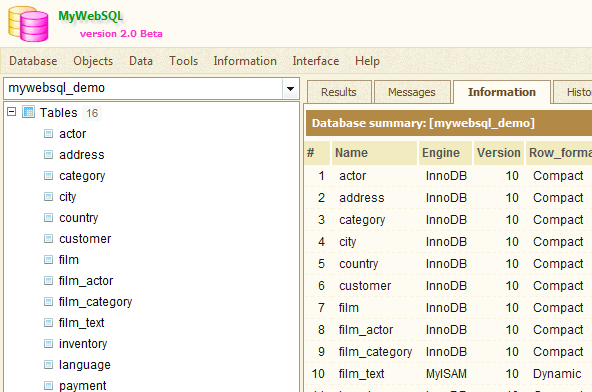 MyWebSQL
version 2.0 Beta
Database Objects Data Tools Information Interface Help
mywebsql_demo
Tables 16
actor
address
category
city
country
customer
film
film_actor
film_category
film_text
inventory
language
payment
Results Messages Information Histo
Database summary: [mywebsql_demo]
# Name Engine Version Row_forma
1 actor InnoDB 10 Compact
2 address InnoDB 10 Compact
3 category InnoDB 10 Compact
4 city InnoDB 10 Compact
5 country InnoDB 10 Compact
6 customer InnoDB 10 Compact
7 film InnoDB 10 Compact
8 film_actor InnoDB 10 Compact
9 film_category InnoDB 10 Compact
10 film_text MyISAM 10 Dynamic